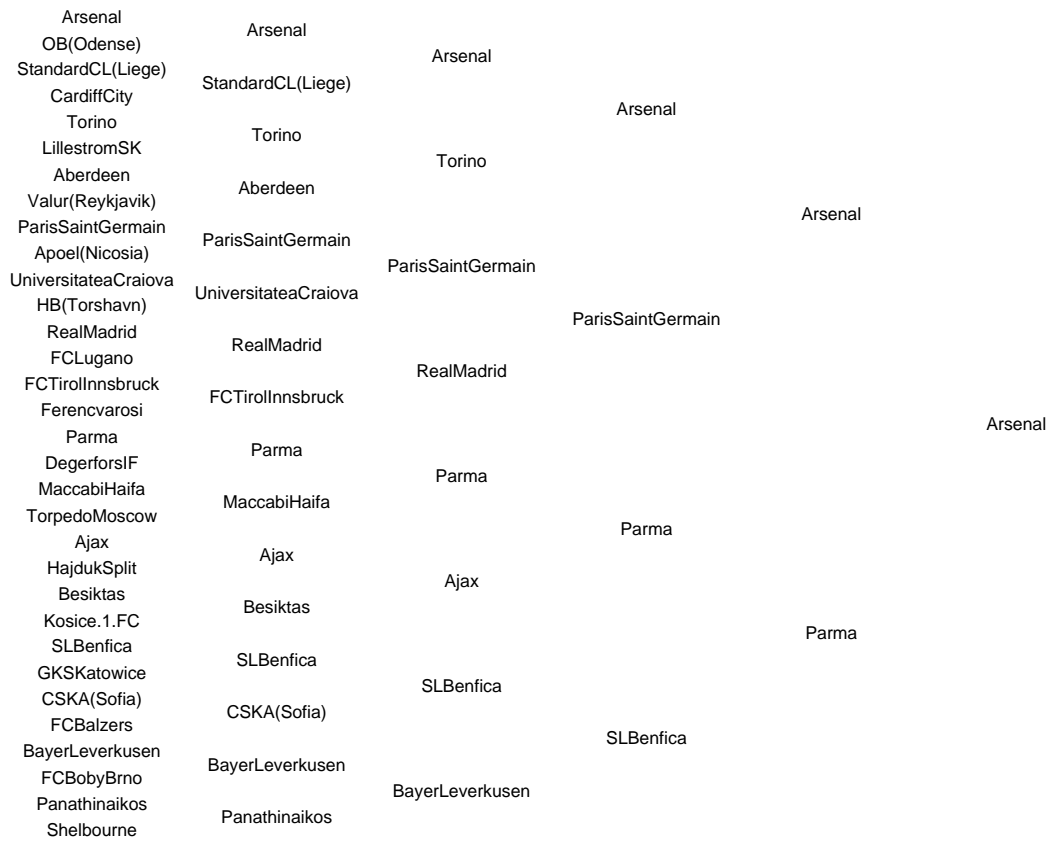 Arsenal
OB(Odense)
StandardCL(Liege)
CardiffCity
Torino
LillestromSK
Aberdeen
Valur(Reykjavik)
ParisSaintGermain
Apoel(Nicosia)
UniversitateaCraiova
HB(Torshavn)
RealMadrid
FCLugano
FCTirolInnsbruck
Ferencvarosi
Parma
DegerforsIF
MaccabiHaifa
TorpedoMoscow
Ajax
HajdukSplit
Besiktas
Kosice.1.FC
SLBenfica
GKSKatowice
CSKA(Sofia)
FCBalzers
BayerLeverkusen
FCBobyBrno
Panathinaikos
Shelbourne
Arsenal
StandardCL(Liege)
Torino
Aberdeen
ParisSaintGermain
UniversitateaCraiova
RealMadrid
FCTirolInnsbruck
Parma
MaccabiHaifa
Ajax
Besiktas
SLBenfica
CSKA(Sofia)
BayerLeverkusen
Panathinaikos
Arsenal
Torino
ParisSaintGermain
RealMadrid
Parma
Ajax
SLBenfica
BayerLeverkusen
Arsenal
ParisSaintGermain
Parma
SLBenfica
Arsenal
Parma
Arsenal